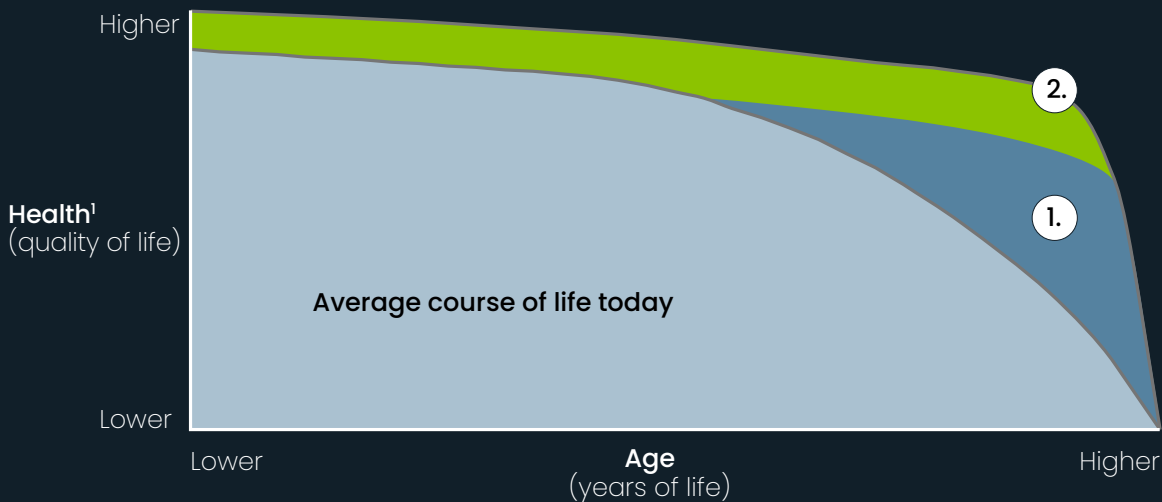 Higher
2.
Health¹
(quality of life)
1.
Average course of life today
Lower
Lower
Age
Higher
(years of life)